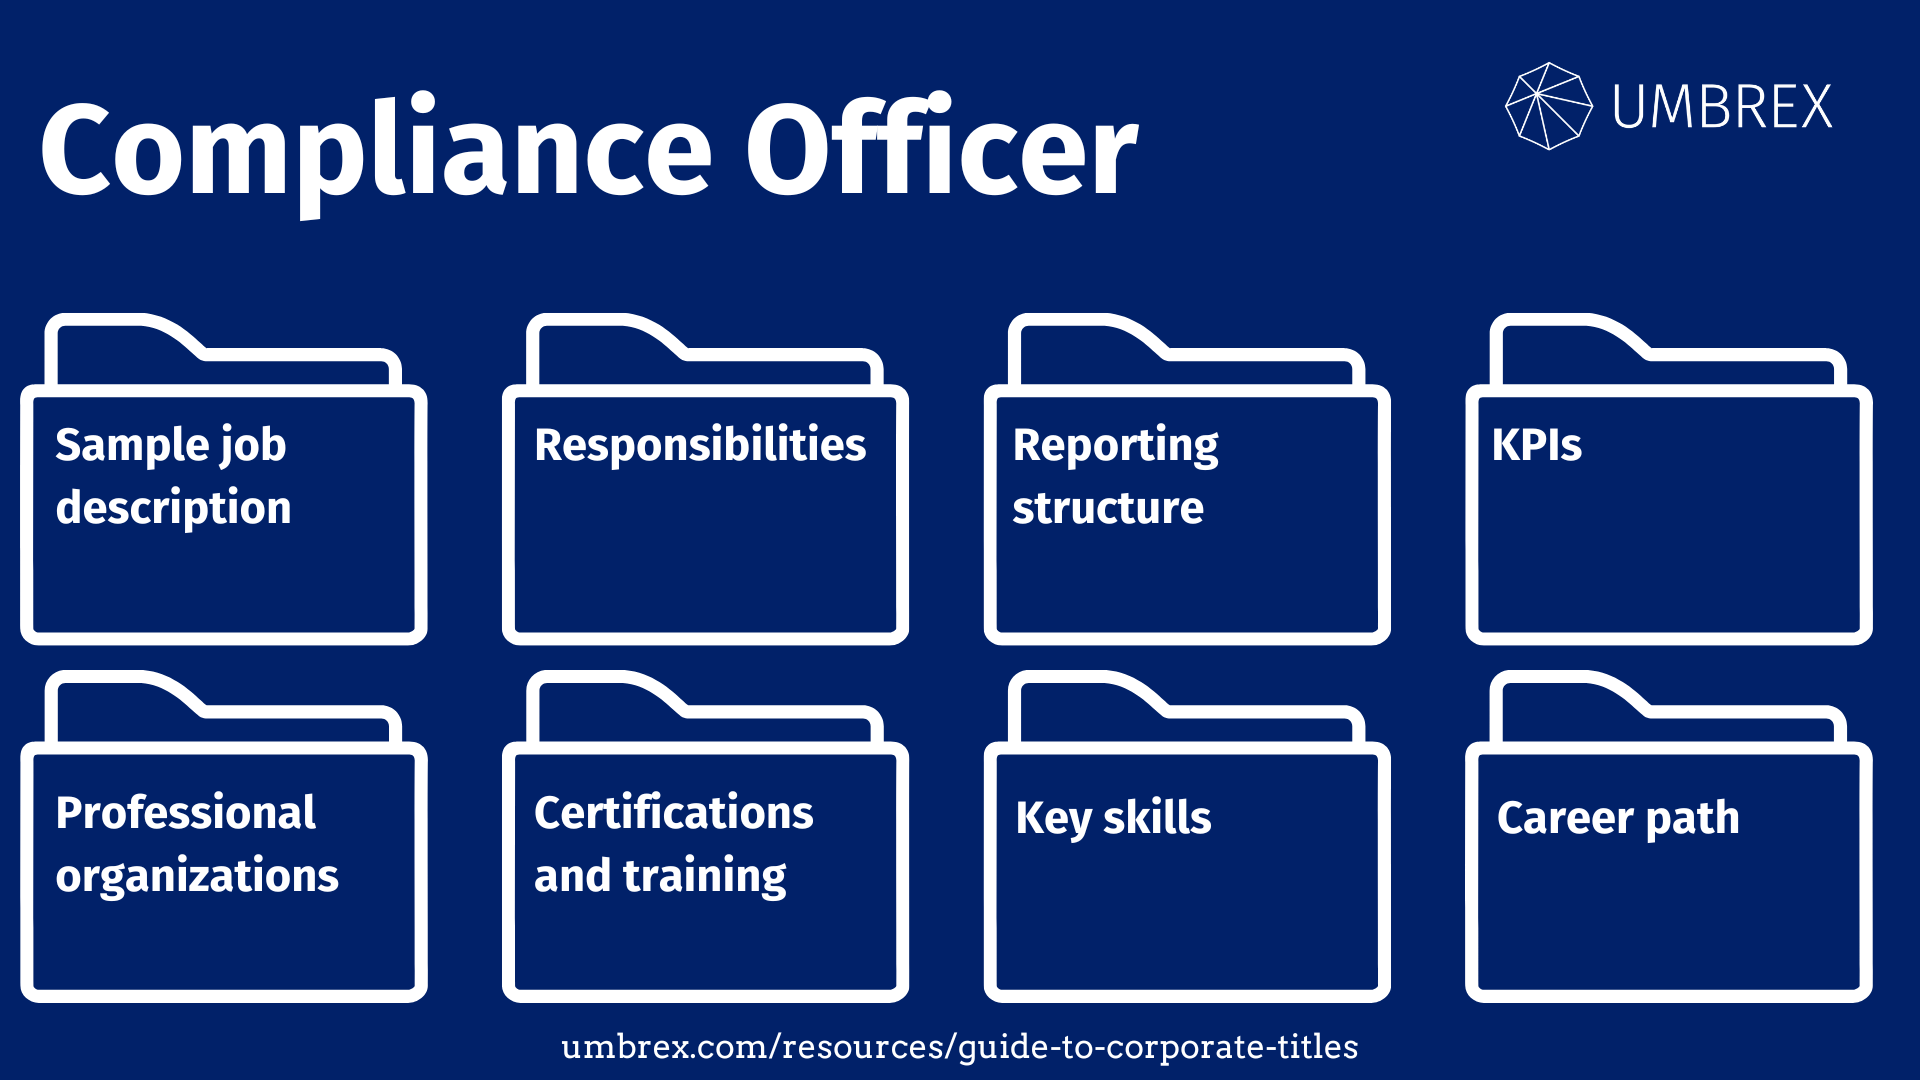 Compliance Officer
UMBREX
Sample job
description
Responsibilities
Reporting
structure
KPIs
Professional
organizations
Certifications
and training
Key skills
Career path
umbrex.com/resources/guide-to-corporate-titles